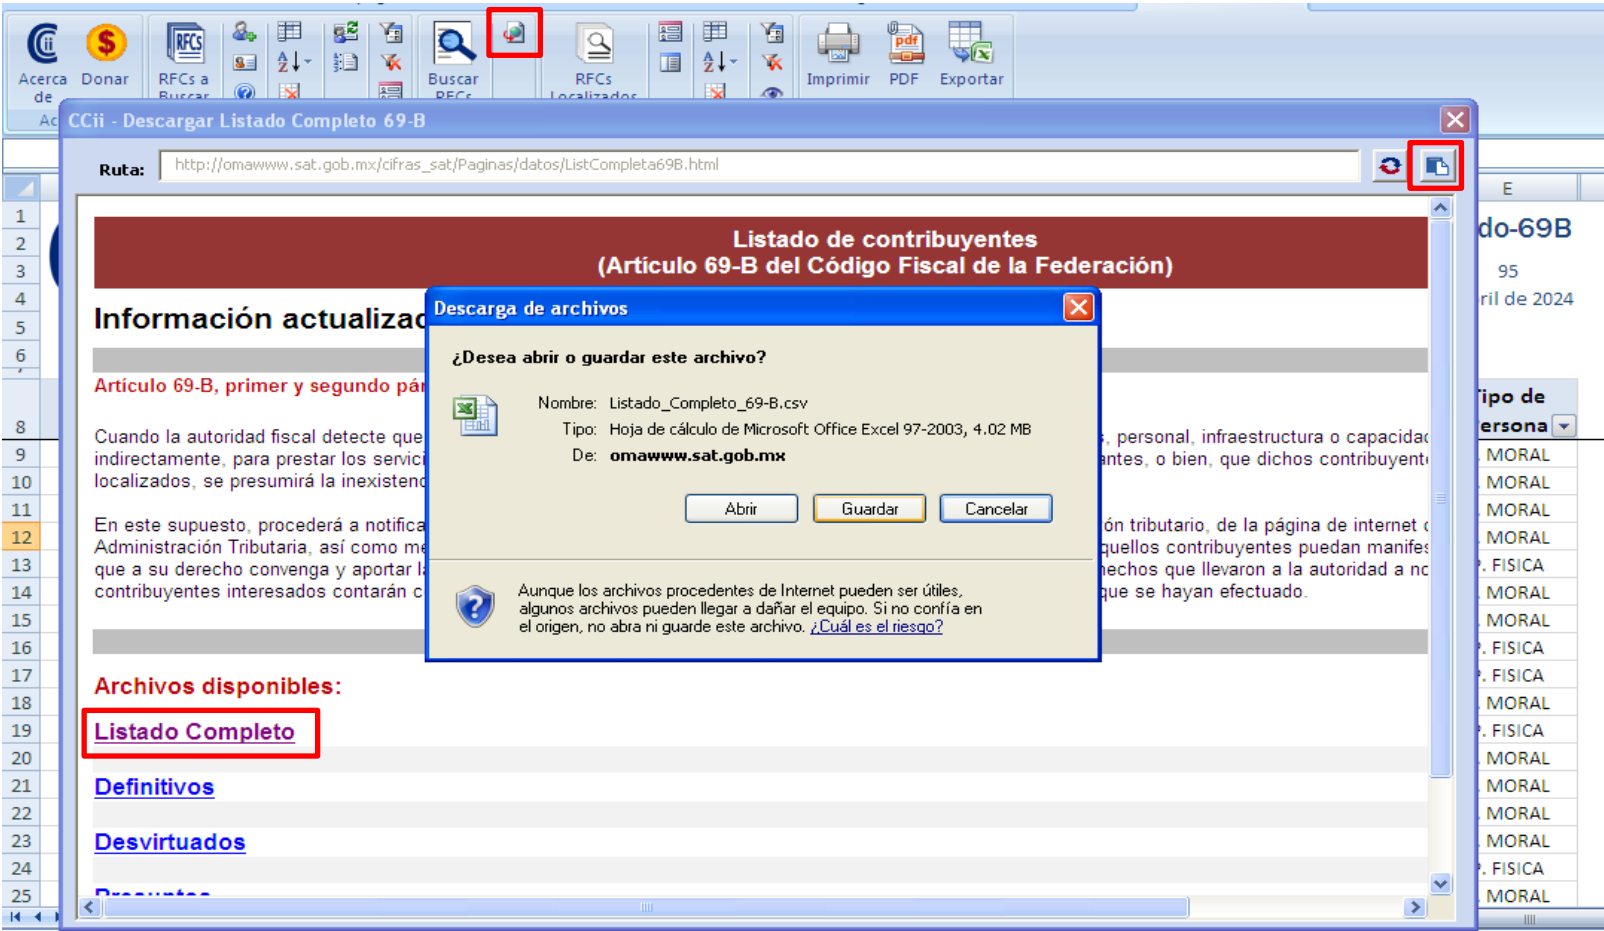 Acerca de
Donar
RFCs a Buscar
Buscar RFCs
RFCs Localizados
Imprimir
PDF
Exportar
CCii - Descargar Listado Completo 69-B
Ruta:
http://omawww.sat.gob.mx/cifras_sat/Paginas/datos/ListCompleta69B.html
E
1
2
3
4
5
6
8
9
10
11
12
13
14
15
16
17
18
19
20
21
22
23
24
25
do-69B
95
ril de 2024
Listado de contribuyentes
(Artículo 69-B del Código Fiscal de la Federación)
Información actualizad
Artículo 69-B, primer y segundo pár
Cuando la autoridad fiscal detecte que
, personal, infraestructura o capacidad
indirectamente, para prestar los servici
antes, o bien, que dichos contribuyente
localizados, se presumirá la inexistenc
En este supuesto, procederá a notifica
ón tributario, de la página de internet d
Administración Tributaria, así como me
quellos contribuyentes puedan manifes
que a su derecho convenga y aportar la
hechos que llevaron a la autoridad a no
contribuyentes interesados contarán c
que se hayan efectuado.
Descarga de archivos
¿Desea abrir o guardar este archivo?
Nombre: Listado_Completo_69-B.csv
Tipo: Hoja de cálculo de Microsoft Office Excel 97-2003, 4.02 MB
De: omawww.sat.gob.mx
Abrir
Guardar
Cancelar
Aunque los archivos procedentes de Internet pueden ser útiles,
algunos archivos pueden llegar a dañar el equipo. Si no confía en
el origen, no abra ni guarde este archivo. ¿Cuál es el riesgo?
Archivos disponibles:
Listado Completo
Definitivos
Desvirtuados
Presuntos
Tipo de
ersona
MORAL
MORAL
MORAL
MORAL
P. FISICA
MORAL
MORAL
P. FISICA
P. FISICA
MORAL
P. FISICA
MORAL
MORAL
MORAL
MORAL
P. FISICA
MORAL